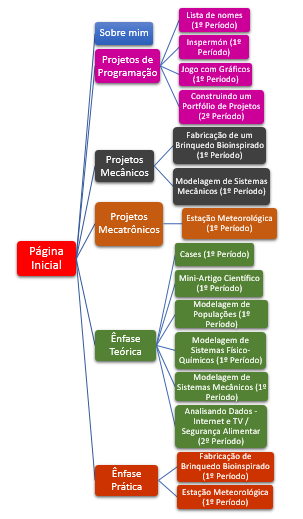 Sobre mim
Lista de nomes
(1º Período)
Inspermón (1º
Período)
Projetos de
Programação
Jogo com Gráficos
(1º Período)
Construindo um
Portfólio de Projetos
(2º Período)
Fabricação de um
Brinquedo Bioinspirado
(1º Período)
Projetos
Mecânicos
Modelagem de Sistemas
Mecânicos (1º Período)
Projetos
Mecatrônicos
Estação Meteorológica
(1º Período)
Página
Inicial
Cases (1º Período)
Mini-Artigo Científico
(1º Período)
Modelagem de
Populações (1º
Período)
Ênfase
Teórica
Modelagem de
Sistemas Físico-
Químicos (1º Período)
Modelagem de
Sistemas Mecânicos (1º
Período)
Analisando Dados -
Internet e TV /
Segurança Alimentar
(2º Período)
Ênfase
Prática
Fabricação de
Brinquedo Bioinspirado
(1º Período)
Estação Meteorológica
(1º Período)